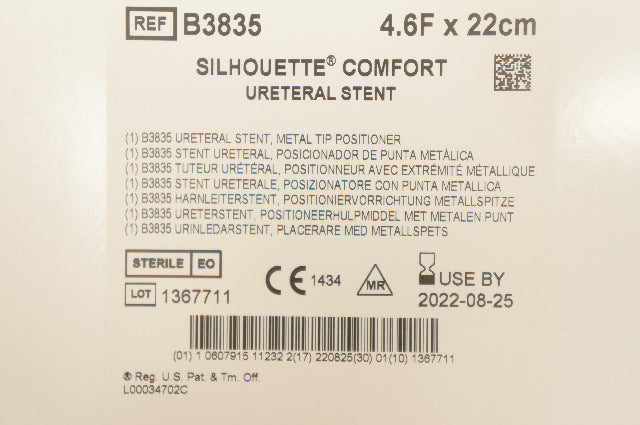 REF B3835 4.6F x 22cm
SILHOUETTE® COMFORT
URETERAL STENT
(1) B3835 URETERAL STENT, METAL TIP POSITIONER
(1) B3835 STENT URETERAL, POSICIONADOR DE PUNTA METÁLICA
(1) B3835 TUTEUR URÉTÉRAL, POSITIONNEUR AVEC EXTRÉMITÉ MÉTALLIQUE
(1) B3835 STENT URETERALE, POSIZIONATORE CON PUNTA METALLICA
(1) B3835 HARNLEITERSTENT, POSITIONIERVORRICHTUNG METALLSPITZE
(1) B3835 URETERSTENT, POSITIONEERHULPMIDDEL MET METALEN PUNT
(1) B3835 URINLEDARSTENT, PLACERARE MED METALLSPETS
STERILE EO
CE 1434 MR USE BY
LOT 1367711 2022-08-25
(01) 1 0607915 11232 2(17) 220825(30) 01(10) 1367711
® Reg. U.S. Pat. & Tm. Off.
L00034702C